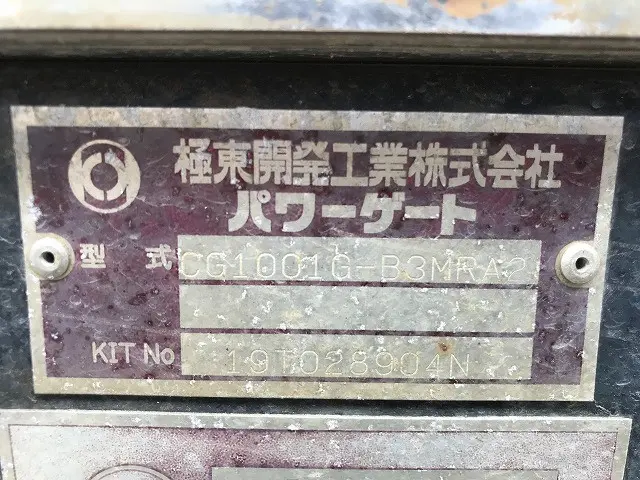 極東開発工業株式会社
パワーゲート
型 式 CG1001G-B3MRA2
KIT No 19T028904N